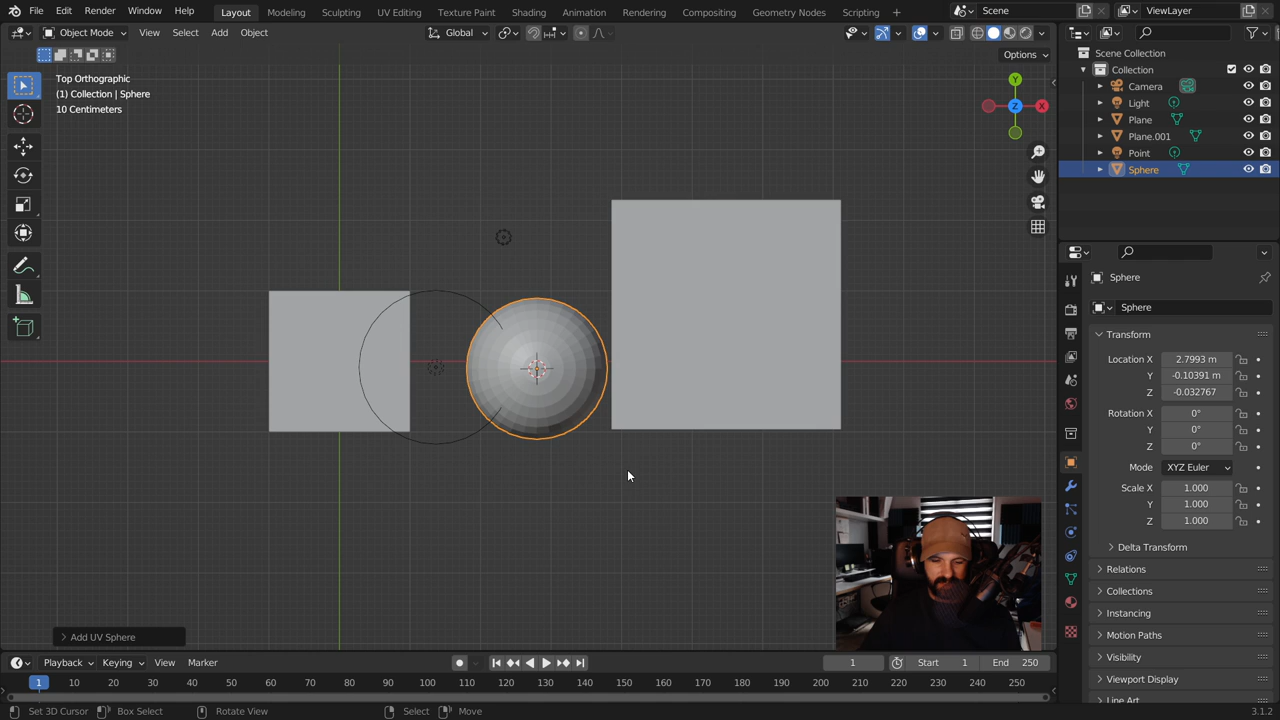 File Edit Render Window Help Layout Modeling Sculpting UV Editing Texture Paint Shading Animation Rendering Compositing Geometry Nodes Scripting + Scene ViewLayer
Object Mode View Select Add Object Global
Options
Top Orthographic
(1) Collection | Sphere
10 Centimeters
Y
Z
X
Add UV Sphere
Scene Collection
Collection
Camera
Light
Plane
Plane.001
Point
Sphere
Sphere
Sphere
Transform
Location X 2.7993 m
Y -0.10391 m
Z -0.032767
Rotation X 0°
Y 0°
Z 0°
Mode XYZ Euler
Scale X 1.000
Y 1.000
Z 1.000
Delta Transform
Relations
Collections
Instancing
Motion Paths
Visibility
Viewport Display
Line Art
Playback Keying View Marker 1 Start 1 End 250
1 10 20 30 40 50 60 70 80 90 100 110 120 130 140 150 160 170 180 190 200 210 220 230 240 250
Set 3D Cursor Box Select Rotate View Select Move 3.1.2